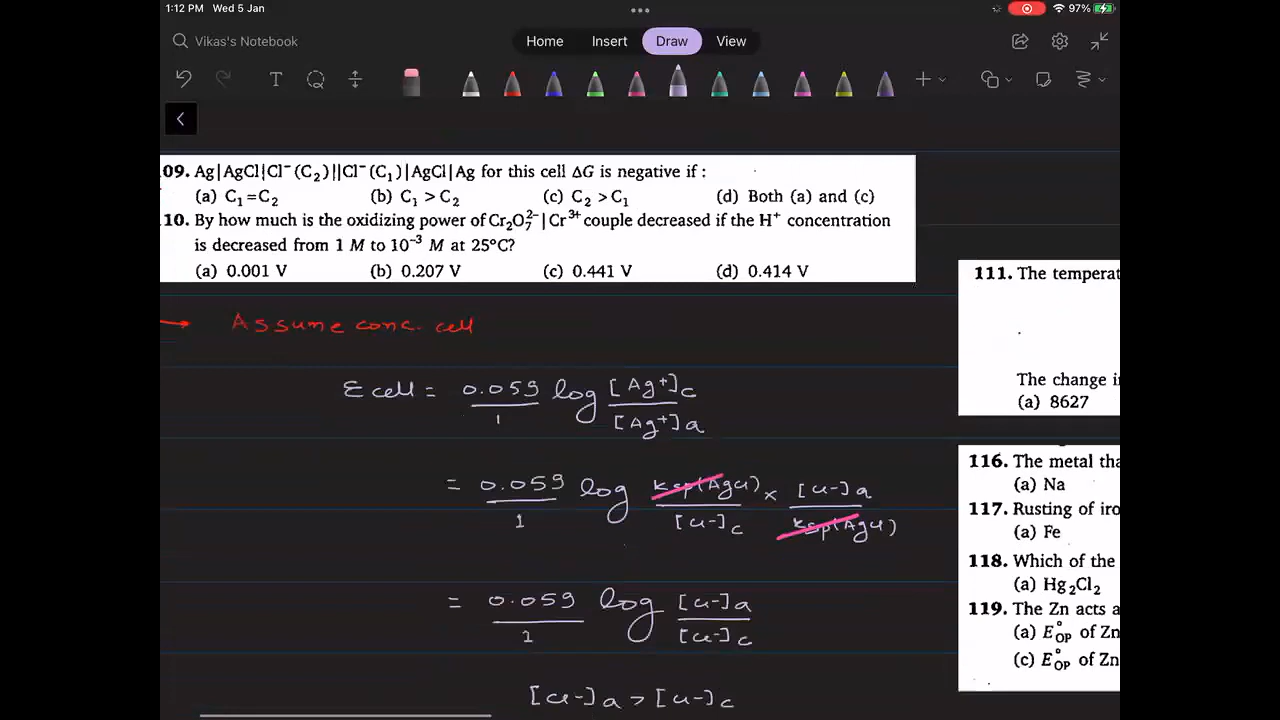 1:12 PM Wed 5 Jan
97%
Vikas's Notebook
Home Insert Draw View
09. Ag|AgCl|Cl⁻(C₂)||Cl⁻(C₁)|AgCl|Ag for this cell ΔG is negative if :
(a) C₁=C₂ (b) C₁ > C₂ (c) C₂ > C₁ (d) Both (a) and (c)
10. By how much is the oxidizing power of Cr₂O₇²⁻|Cr³⁺ couple decreased if the H⁺ concentration
is decreased from 1 M to 10⁻³ M at 25°C?
(a) 0.001 V (b) 0.207 V (c) 0.441 V (d) 0.414 V
→ Assume conc. cell
Ecell = 0.059/1 log [Ag+]c/[Ag+]a
= 0.059/1 log Ksp(AgCl)/[Cl-]c × [Cl-]a/Ksp(AgCl)
= 0.059/1 log [Cl-]a/[Cl-]c
[Cl-]a > [Cl-]c
111. The temperat
The change i
(a) 8627
116. The metal tha
(a) Na
117. Rusting of iro
(a) Fe
118. Which of the
(a) Hg₂Cl₂
119. The Zn acts a
(a) E°OP of Zn
(c) E°OP of Zn